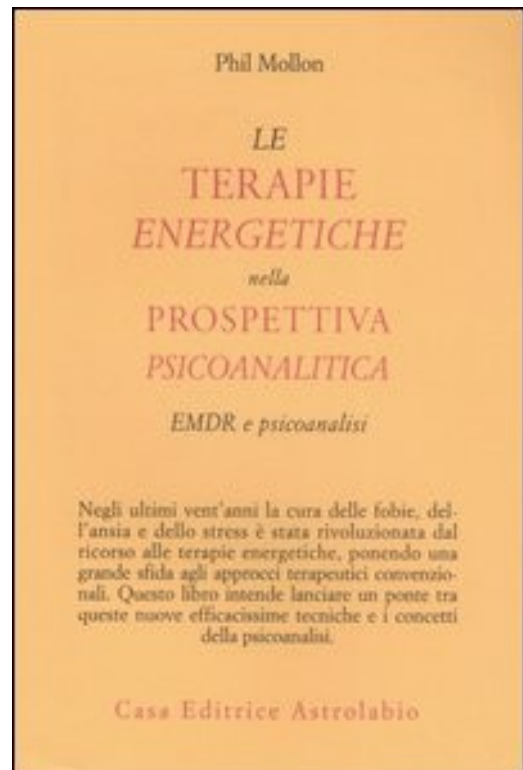 Phil Mollon
LE
TERAPIE
ENERGETICHE
nella
PROSPETTIVA
PSICOANALITICA
EMDR e psicoanalisi
Negli ultimi vent'anni la cura delle fobie, del-
l'ansia e dello stress è stata rivoluzionata dal
ricorso alle terapie energetiche, ponendo una
grande sfida agli approcci terapeutici convenzio-
nali. Questo libro intende lanciare un ponte tra
queste nuove efficacissime tecniche e i concetti
della psicoanalisi.
Casa Editrice Astrolabio